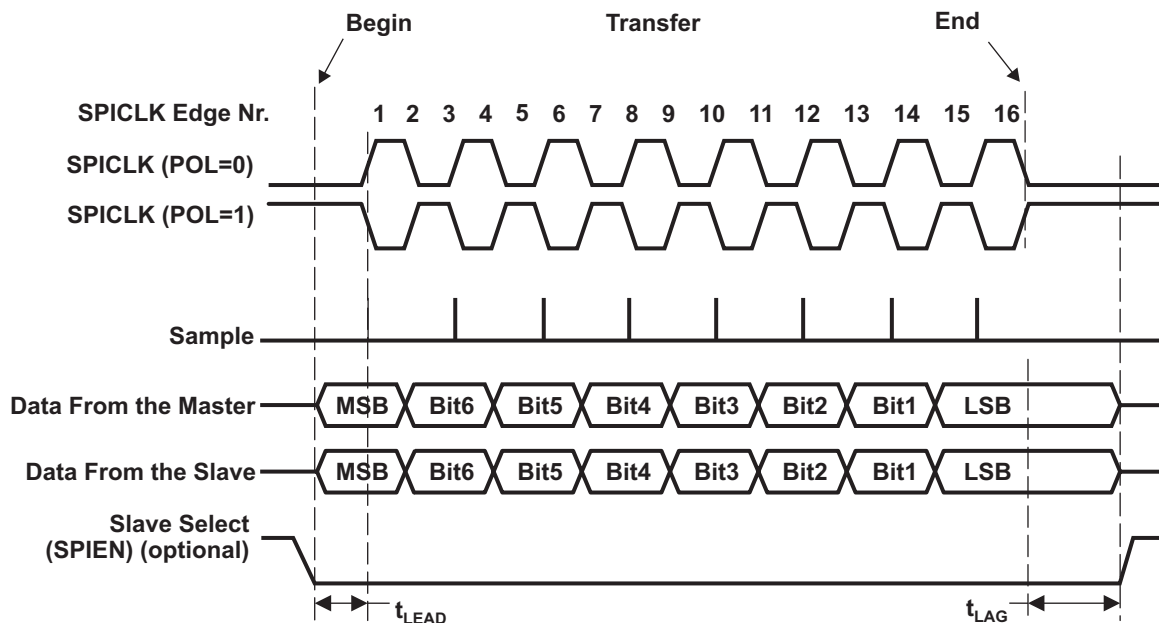 Begin Transfer End
SPICLK Edge Nr. 1 2 3 4 5 6 7 8 9 10 11 12 13 14 15 16
SPICLK (POL=0)
SPICLK (POL=1)
Sample
Data From the Master MSB Bit6 Bit5 Bit4 Bit3 Bit2 Bit1 LSB
Data From the Slave MSB Bit6 Bit5 Bit4 Bit3 Bit2 Bit1 LSB
Slave Select
(SPIEN) (optional)
tLEAD tLAG